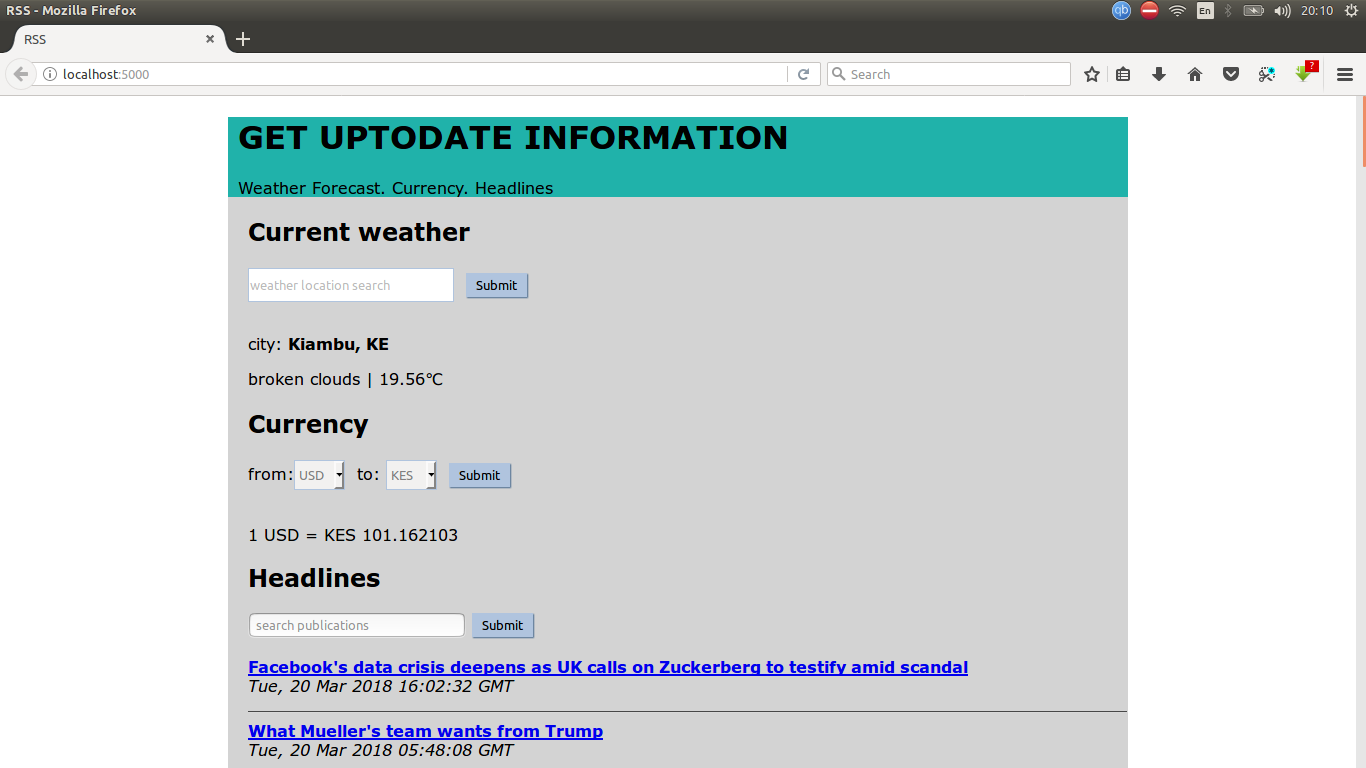 RSS - Mozilla Firefox
qb
En
20:10
RSS
localhost:5000
Search
?
GET UPTODATE INFORMATION
Weather Forecast. Currency. Headlines
Current weather
weather location search Submit
city: Kiambu, KE
broken clouds | 19.56℃
Currency
from: USD to: KES Submit
1 USD = KES 101.162103
Headlines
search publications Submit
Facebook's data crisis deepens as UK calls on Zuckerberg to testify amid scandal
Tue, 20 Mar 2018 16:02:32 GMT
What Mueller's team wants from Trump
Tue, 20 Mar 2018 05:48:08 GMT